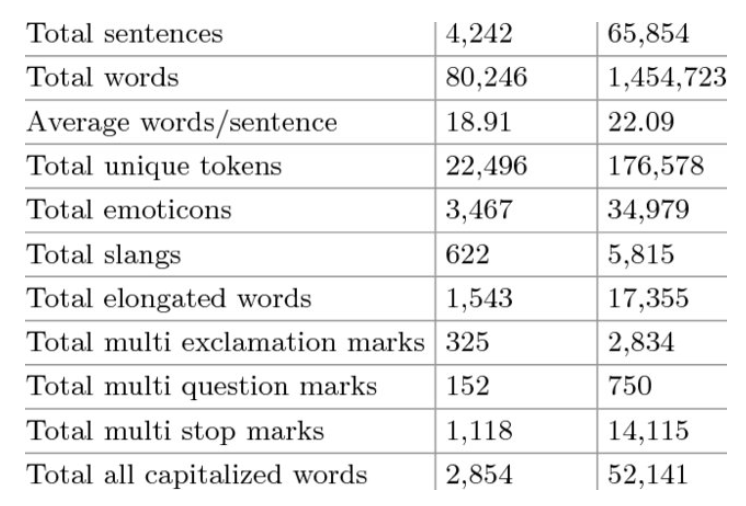 Total sentences 4,242 65,854
Total words 80,246 1,454,723
Average words/sentence 18.91 22.09
Total unique tokens 22,496 176,578
Total emoticons 3,467 34,979
Total slangs 622 5,815
Total elongated words 1,543 17,355
Total multi exclamation marks 325 2,834
Total multi question marks 152 750
Total multi stop marks 1,118 14,115
Total all capitalized words 2,854 52,141